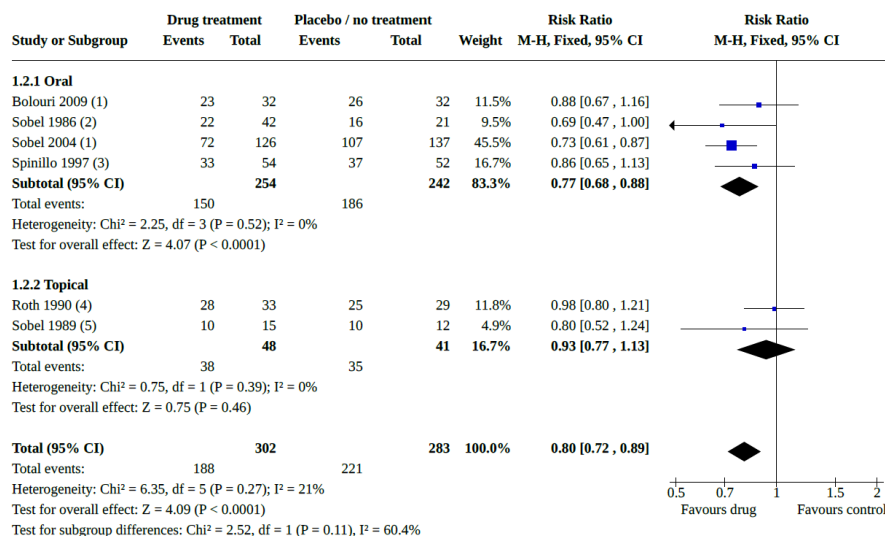 Drug treatment Placebo / no treatment Risk Ratio Risk Ratio
Study or Subgroup Events Total Events Total Weight M-H, Fixed, 95% CI M-H, Fixed, 95% CI
1.2.1 Oral
Bolouri 2009 (1) 23 32 26 32 11.5% 0.88 [0.67 , 1.16]
Sobel 1986 (2) 22 42 16 21 9.5% 0.69 [0.47 , 1.00]
Sobel 2004 (1) 72 126 107 137 45.5% 0.73 [0.61 , 0.87]
Spinillo 1997 (3) 33 54 37 52 16.7% 0.86 [0.65 , 1.13]
Subtotal (95% CI) 254 242 83.3% 0.77 [0.68 , 0.88]
Total events: 150 186
Heterogeneity: Chi² = 2.25, df = 3 (P = 0.52); I² = 0%
Test for overall effect: Z = 4.07 (P < 0.0001)
1.2.2 Topical
Roth 1990 (4) 28 33 25 29 11.8% 0.98 [0.80 , 1.21]
Sobel 1989 (5) 10 15 10 12 4.9% 0.80 [0.52 , 1.24]
Subtotal (95% CI) 48 41 16.7% 0.93 [0.77 , 1.13]
Total events: 38 35
Heterogeneity: Chi² = 0.75, df = 1 (P = 0.39); I² = 0%
Test for overall effect: Z = 0.75 (P = 0.46)
Total (95% CI) 302 283 100.0% 0.80 [0.72 , 0.89]
Total events: 188 221
Heterogeneity: Chi² = 6.35, df = 5 (P = 0.27); I² = 21%
Test for overall effect: Z = 4.09 (P < 0.0001)
Test for subgroup differences: Chi² = 2.52, df = 1 (P = 0.11), I² = 60.4%
0.5 0.7 1 1.5 2
Favours drug Favours control